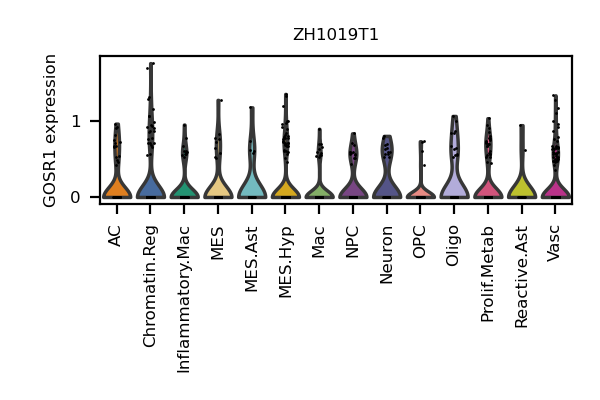 ZH1019T1
GOSR1 expression
1
0
AC
Chromatin.Reg
Inflammatory.Mac
MES
MES.Ast
MES.Hyp
Mac
NPC
Neuron
OPC
Oligo
Prolif.Metab
Reactive.Ast
Vasc